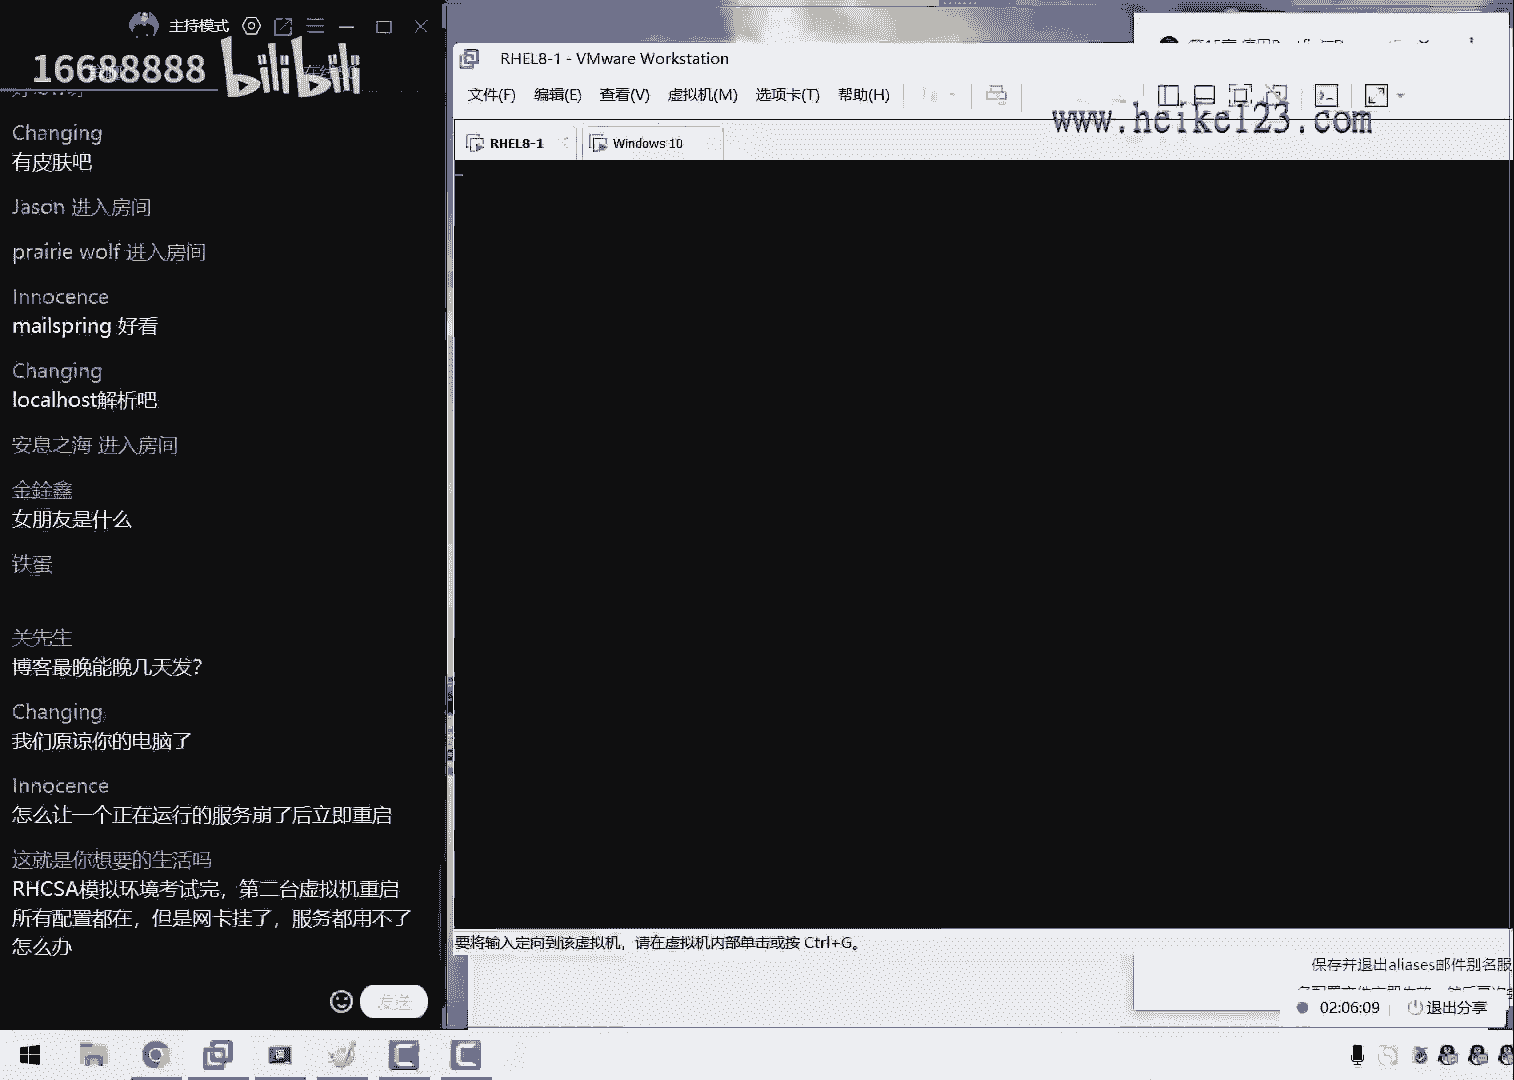 主持模式
16688888 bilibili
Changing
有皮肤吧
Jason 进入房间
prairie wolf 进入房间
Innocence
mailspring 好看
Changing
localhost解析吧
安息之海 进入房间
金鍂鑫
女朋友是什么
铁蛋
关先生
博客最晚能晚几天发?
Changing
我们原谅你的电脑了
Innocence
怎么让一个正在运行的服务崩了后立即重启
这就是你想要的生活吗
RHCSA模拟环境考试完，第二台虚拟机重启
所有配置都在，但是网卡挂了，服务都用不了
怎么办
发送
RHEL8-1 - VMware Workstation
文件(F) 编辑(E) 查看(V) 虚拟机(M) 选项卡(T) 帮助(H)
www.heike123.com
RHEL8-1 Windows 10
要将输入定向到该虚拟机，请在虚拟机内部单击或按 Ctrl+G。
保存并退出aliases邮件别名服
02:06:09 退出分享